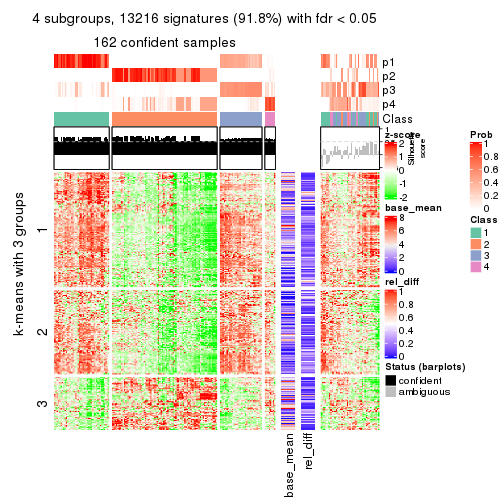 4 subgroups, 13216 signatures (91.8%) with fdr < 0.05
162 confident samples
p1
p2
p3
p4
Class
1
Silhouette
score
k-means with 3 groups
1
2
3
base_mean
rel_diff
z-score
2
1
0
-1
-2
base_mean
8
6
4
2
0
rel_diff
1
0.8
0.6
0.4
0.2
0
Status (barplots)
confident
ambiguous
Prob
1
0.8
0.6
0.4
0.2
0
Class
1
2
3
4